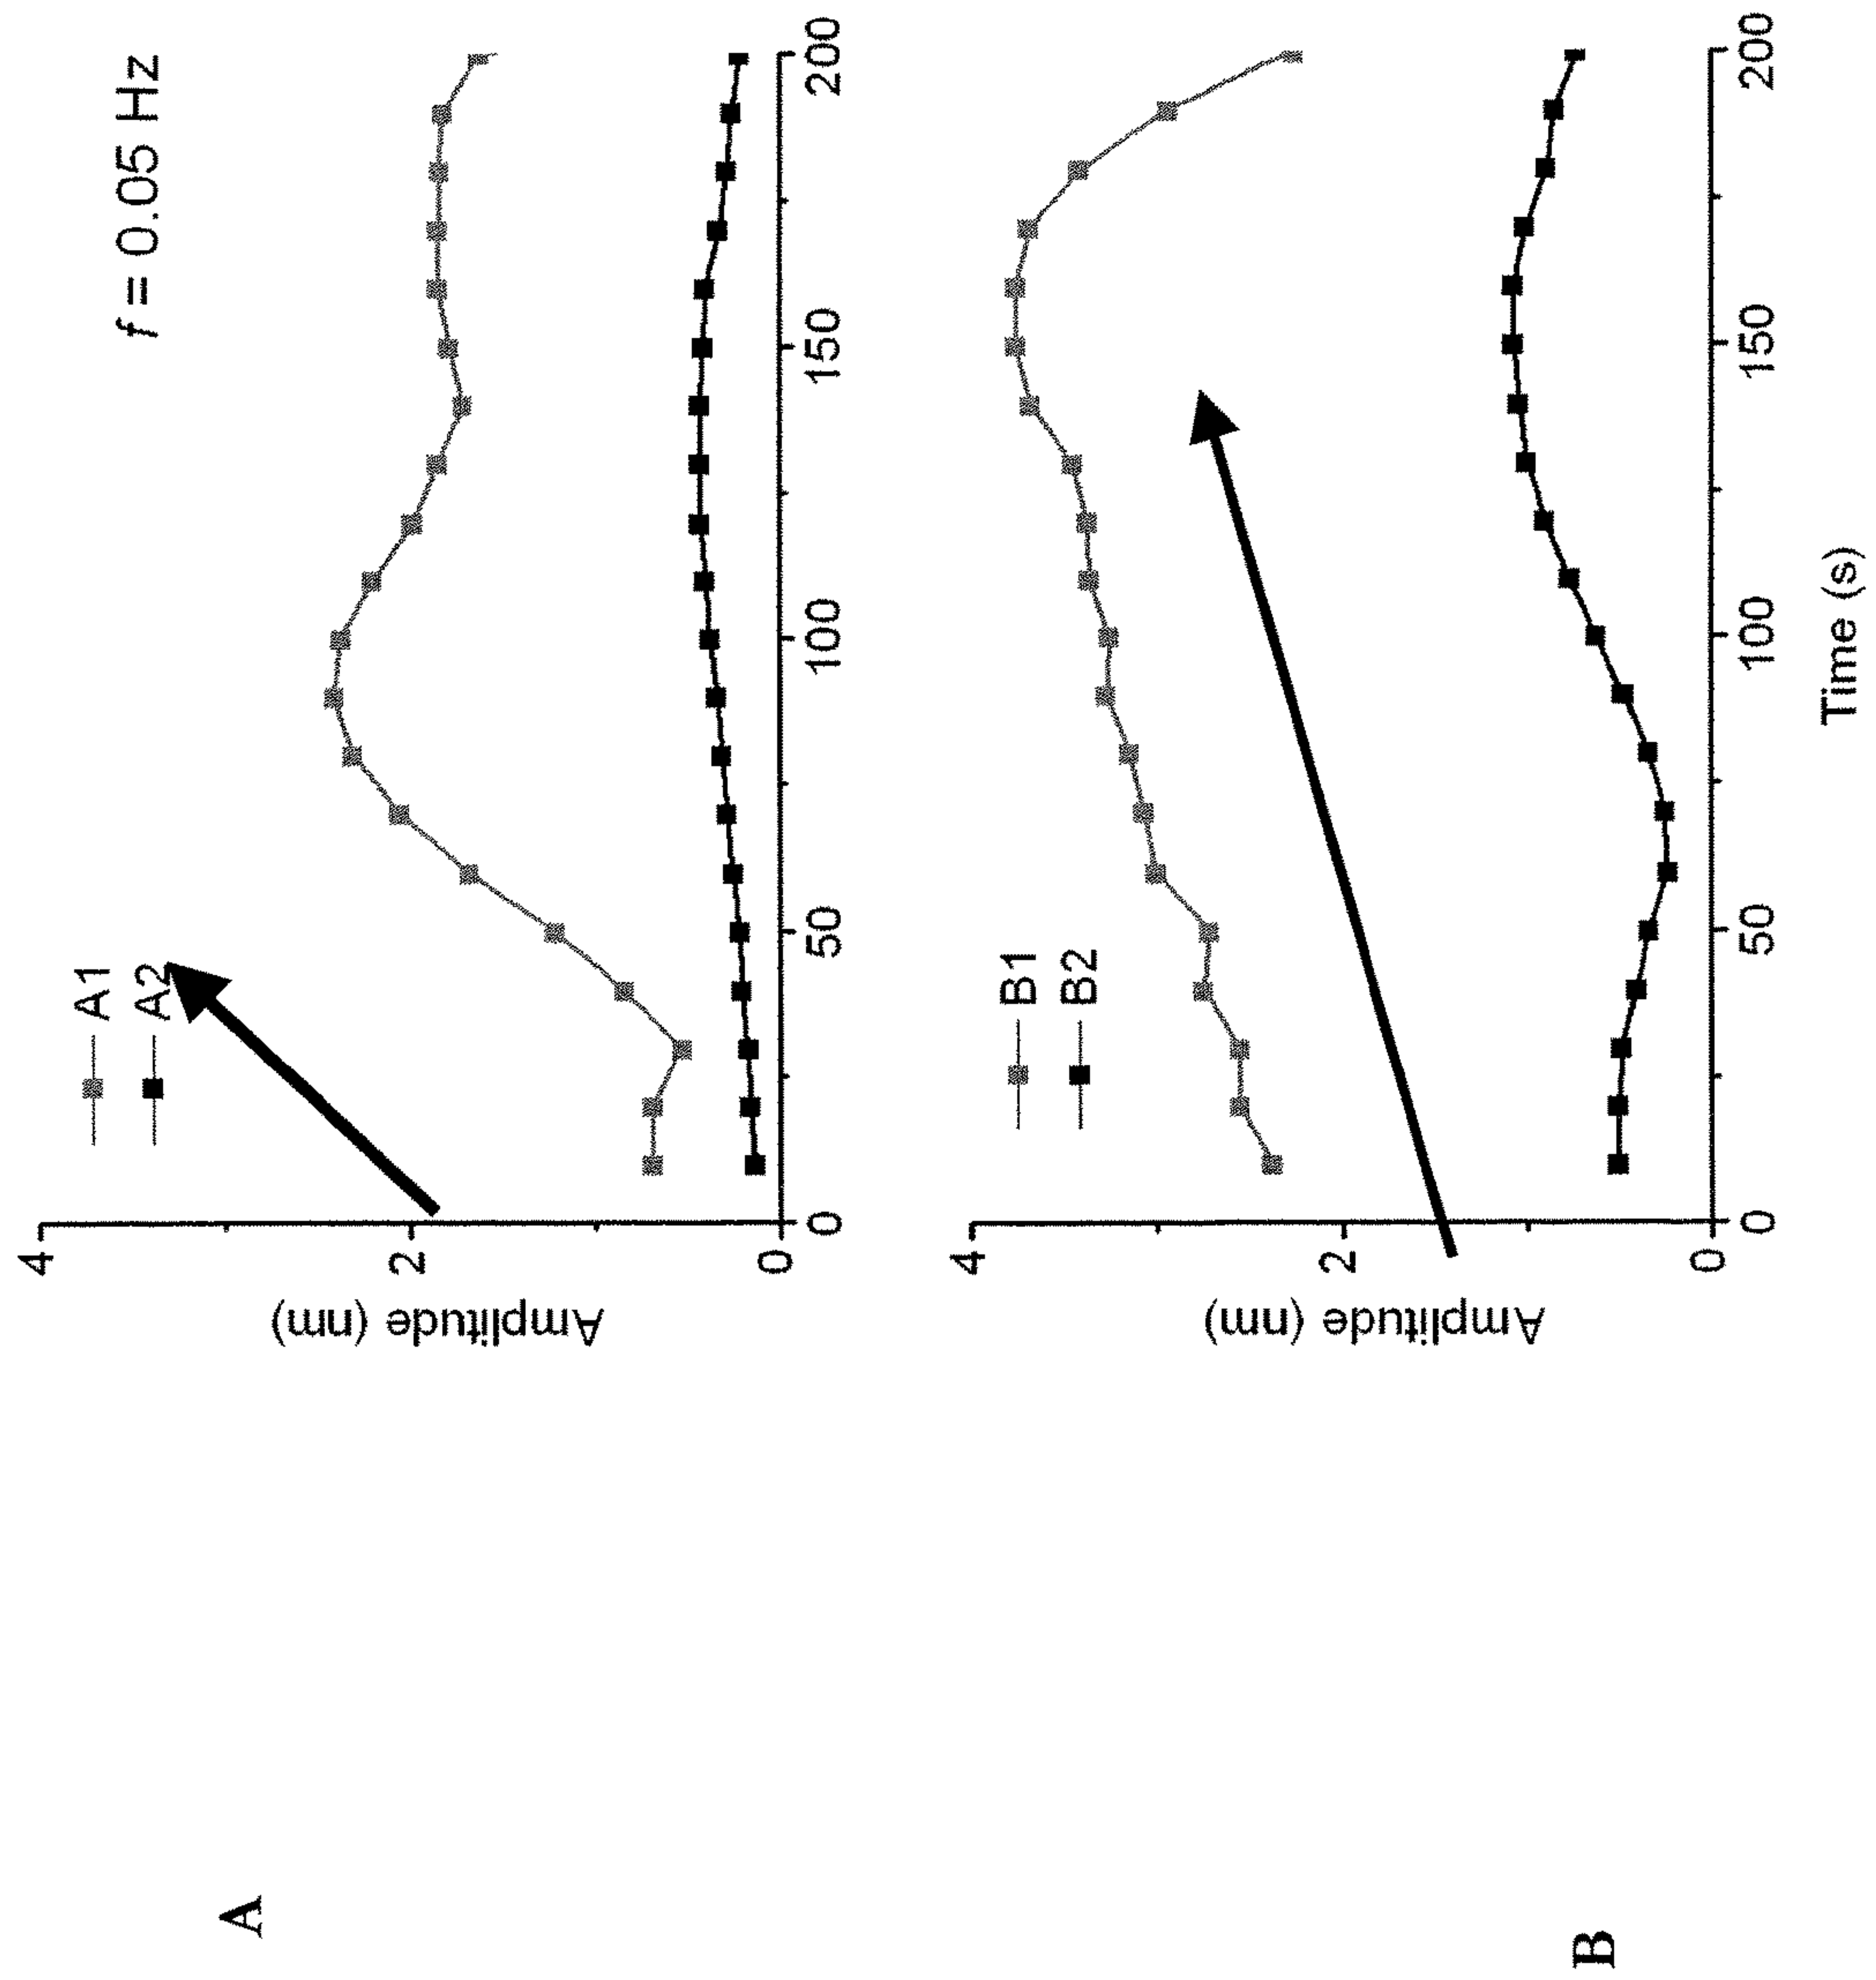 A
f = 0.05 Hz
A1
A2
Amplitude (nm)
4
2
0
0 50 100 150 200
B
B1
B2
Amplitude (nm)
4
2
0
0 50 100 150 200
Time (s)